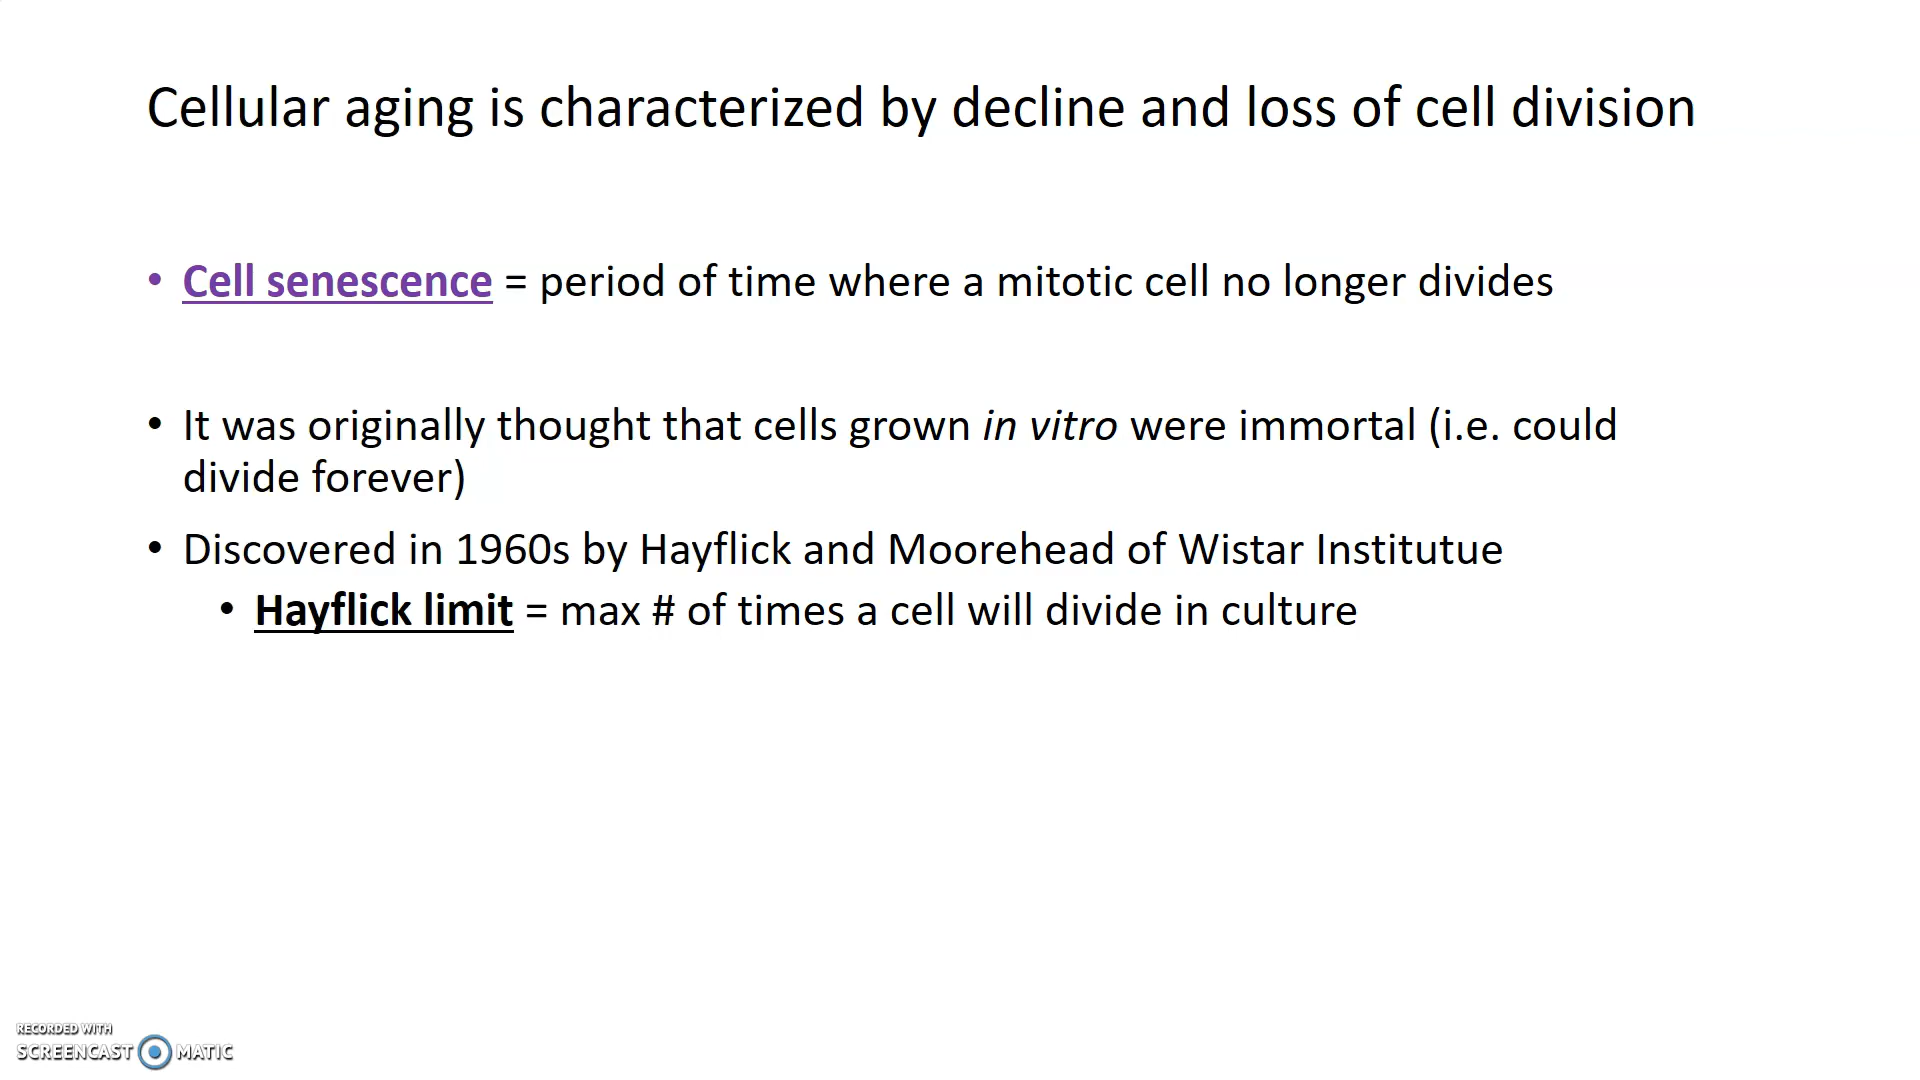 Cellular aging is characterized by decline and loss of cell division
• Cell senescence = period of time where a mitotic cell no longer divides
• It was originally thought that cells grown in vitro were immortal (i.e. could
divide forever)
• Discovered in 1960s by Hayflick and Moorehead of Wistar Institutue
• Hayflick limit = max # of times a cell will divide in culture
RECORDED WITH
SCREENCAST MATIC